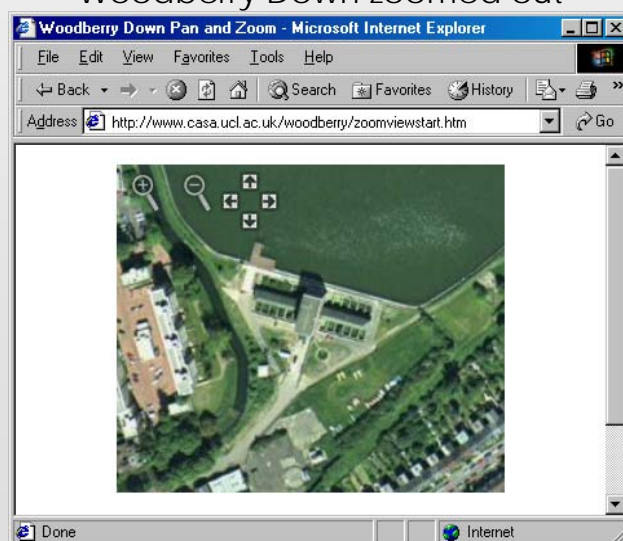 Woodberry Down zoomed out
Woodberry Down Pan and Zoom - Microsoft Internet Explorer
File Edit View Favorites Tools Help
Back Search Favorites History »
Address http://www.casa.ucl.ac.uk/woodberry/zoomviewstart.htm Go
Done Internet